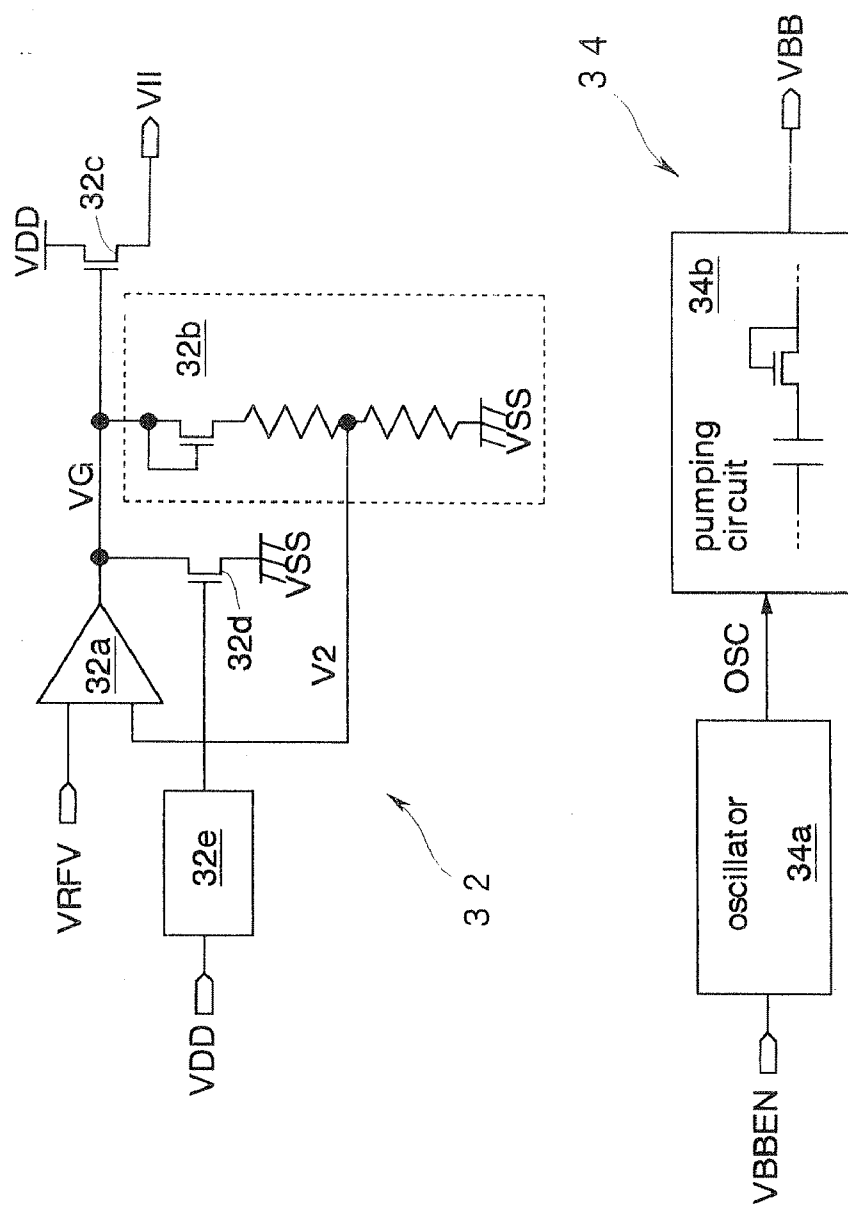 VDD
32c
VII
VG
32b
VSS
32a
VSS
32d
V2
VRFV
32e
VDD
3 2
3 4
VBBEN
oscillator
34a
OSC
pumping
circuit
34b
VBB